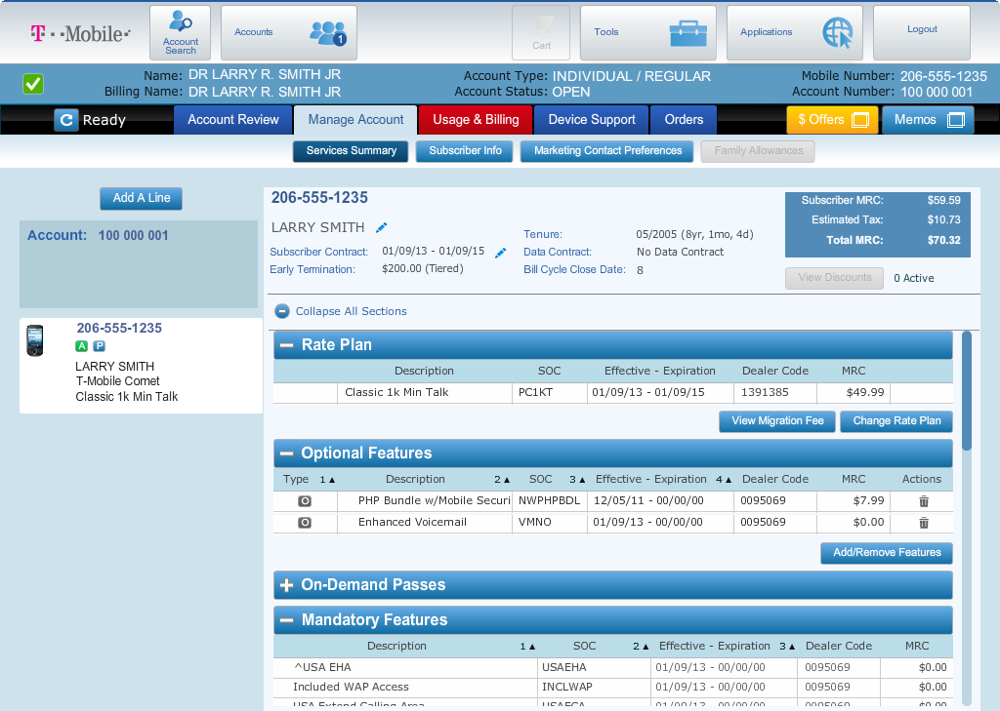 T··Mobile·
Account Search
Accounts
1
Cart
Tools
Applications
Logout
Name: DR LARRY R. SMITH JR
Billing Name: DR LARRY R. SMITH JR
Account Type: INDIVIDUAL / REGULAR
Account Status: OPEN
Mobile Number: 206-555-1235
Account Number: 100 000 001
Ready
Account Review
Manage Account
Usage & Billing
Device Support
Orders
$ Offers
Memos
Services Summary
Subscriber Info
Marketing Contact Preferences
Family Allowances
Add A Line
Account: 100 000 001
206-555-1235
A P
LARRY SMITH
T-Mobile Comet
Classic 1k Min Talk
206-555-1235
LARRY SMITH
Subscriber Contract: 01/09/13 - 01/09/15
Early Termination: $200.00 (Tiered)
Tenure: 05/2005 (8yr, 1mo, 4d)
Data Contract: No Data Contract
Bill Cycle Close Date: 8
Subscriber MRC: $59.59
Estimated Tax: $10.73
Total MRC: $70.32
View Discounts 0 Active
Collapse All Sections
Rate Plan
Description SOC Effective - Expiration Dealer Code MRC
Classic 1k Min Talk PC1KT 01/09/13 - 01/09/15 1391385 $49.99
View Migration Fee
Change Rate Plan
Optional Features
Type 1 ▲ Description 2 ▲ SOC 3 ▲ Effective - Expiration 4 ▲ Dealer Code MRC Actions
O PHP Bundle w/Mobile Securi NWPHPBDL 12/05/11 - 00/00/00 0095069 $7.99
O Enhanced Voicemail VMNO 01/09/13 - 00/00/00 0095069 $0.00
Add/Remove Features
On-Demand Passes
Mandatory Features
Description 1 ▲ SOC 2 ▲ Effective - Expiration 3 ▲ Dealer Code MRC
^USA EHA USAEHA 01/09/13 - 00/00/00 0095069 $0.00
Included WAP Access INCLWAP 01/09/13 - 00/00/00 0095069 $0.00
USA Extend Calling Area USAECA 01/09/13 - 00/00/00 0095069 $0.00